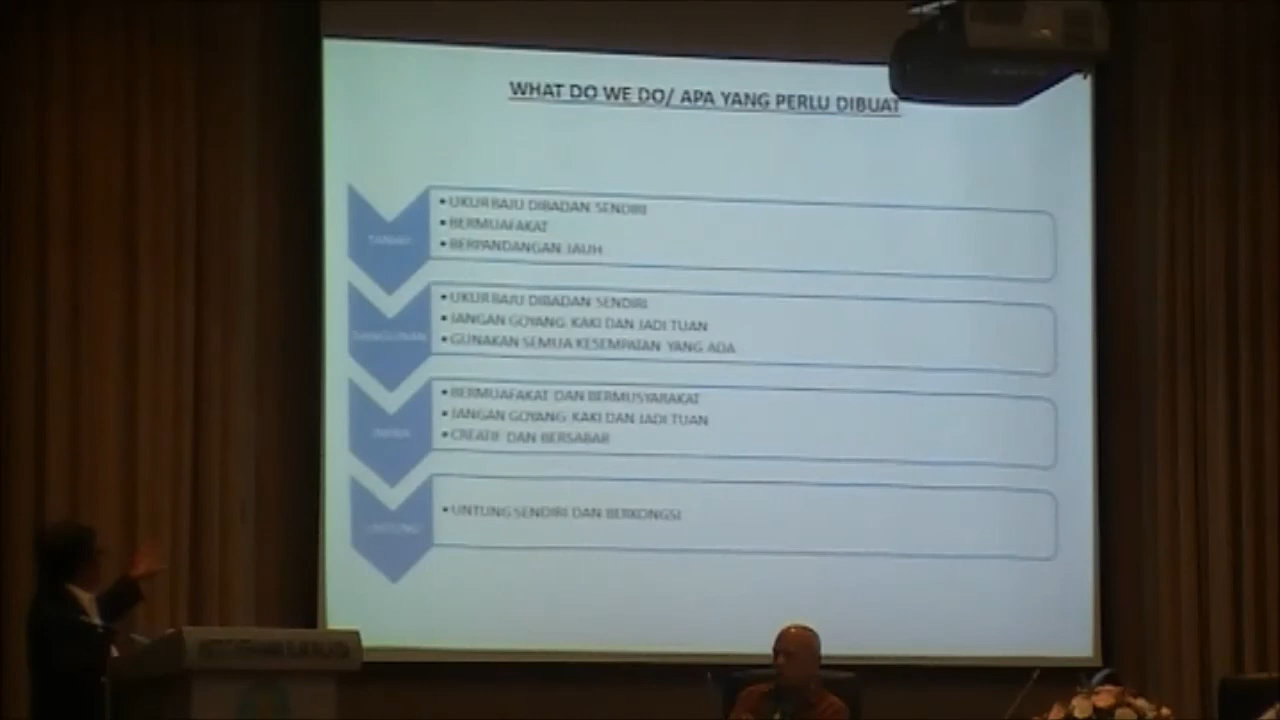 WHAT DO WE DO/ APA YANG PERLU DIBUAT
TANAH
• UKUR BAJU DIBADAN SENDIRI
• BERMUAFAKAT
• BERPANDANGAN JAUH
BANGUNAN
• UKUR BAJU DIBADAN SENDIRI
• JANGAN GOYANG KAKI DAN JADI TUAN
• GUNAKAN SEMUA KESEMPATAN YANG ADA
• BERMUAFAKAT DAN BERMUSYARAKAT
• JANGAN GOYANG KAKI DAN JADI TUAN
• CREATIF DAN BERSABAR
• UNTUNG SENDIRI DAN BERKONGSI